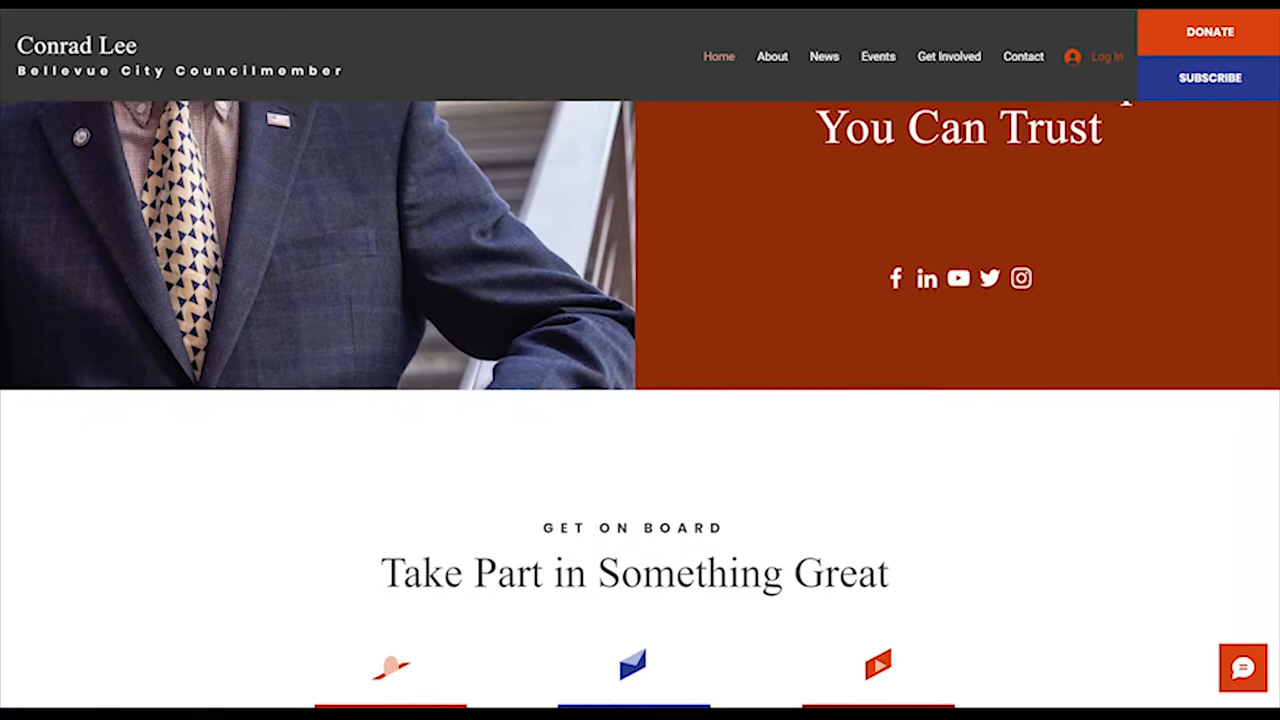 Conrad Lee
Bellevue City Councilmember
Home About News Events Get Involved Contact Log In
DONATE
SUBSCRIBE
You Can Trust
GET ON BOARD
Take Part in Something Great